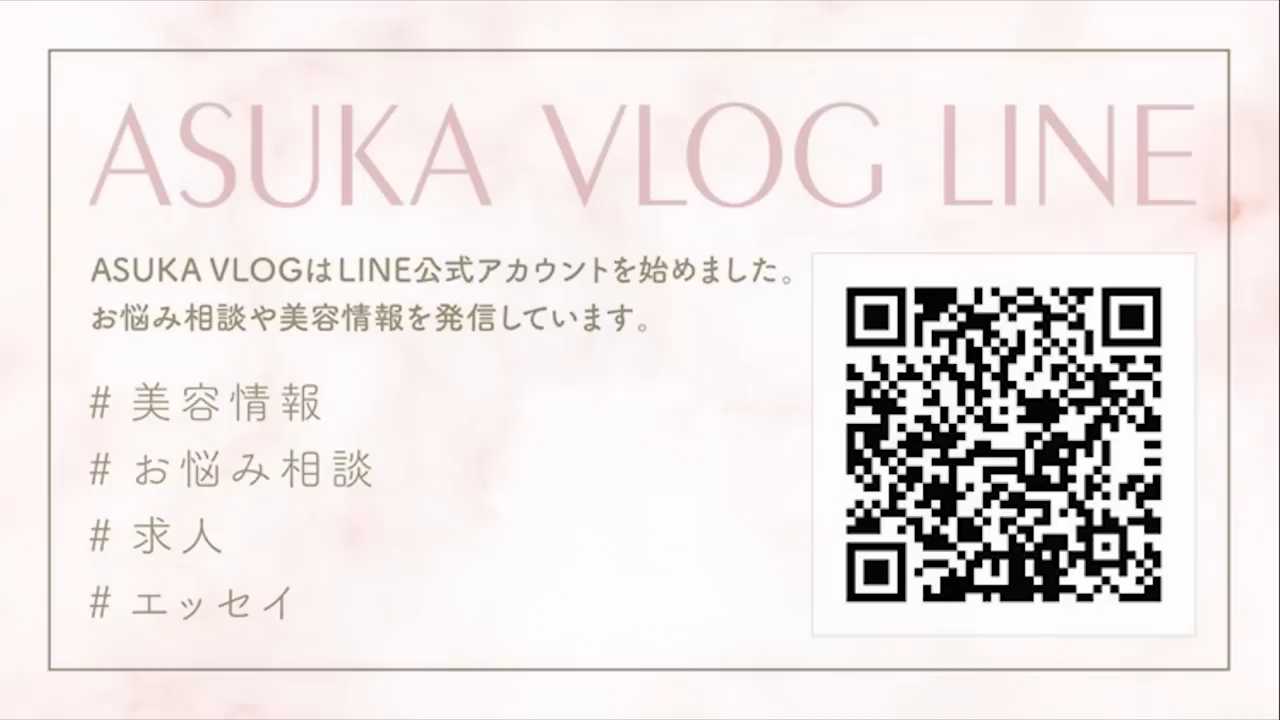 ASUKA VLOG LINE
ASUKA VLOGはLINE公式アカウントを始めました。
お悩み相談や美容情報を発信しています。
# 美容情報
# お悩み相談
# 求人
# エッセイ